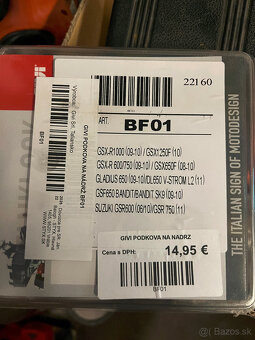 22160
ART.
BF01
GSX-R1000 (09-10) / GSX1250F (10)
GSX-R 600/750 (09-10) / GSX650F (08-10)
GLADIUS 650 (09-10)/DL650 V-STROM L2 (11)
GSF650 BANDIT/BANDIT SK9 (09-10)
SUZUKI GSR600 (06/10)/GSR 750 (11)
GIVI PODKOVA NA NADRZ
Cena s DPH:
14,95 €
BF01
THE ITALIAN SIGN OF MOTODESIGN
GIVI PODKOVA NA NADRZ BF01
Taliansko
BF01
bazos.sk